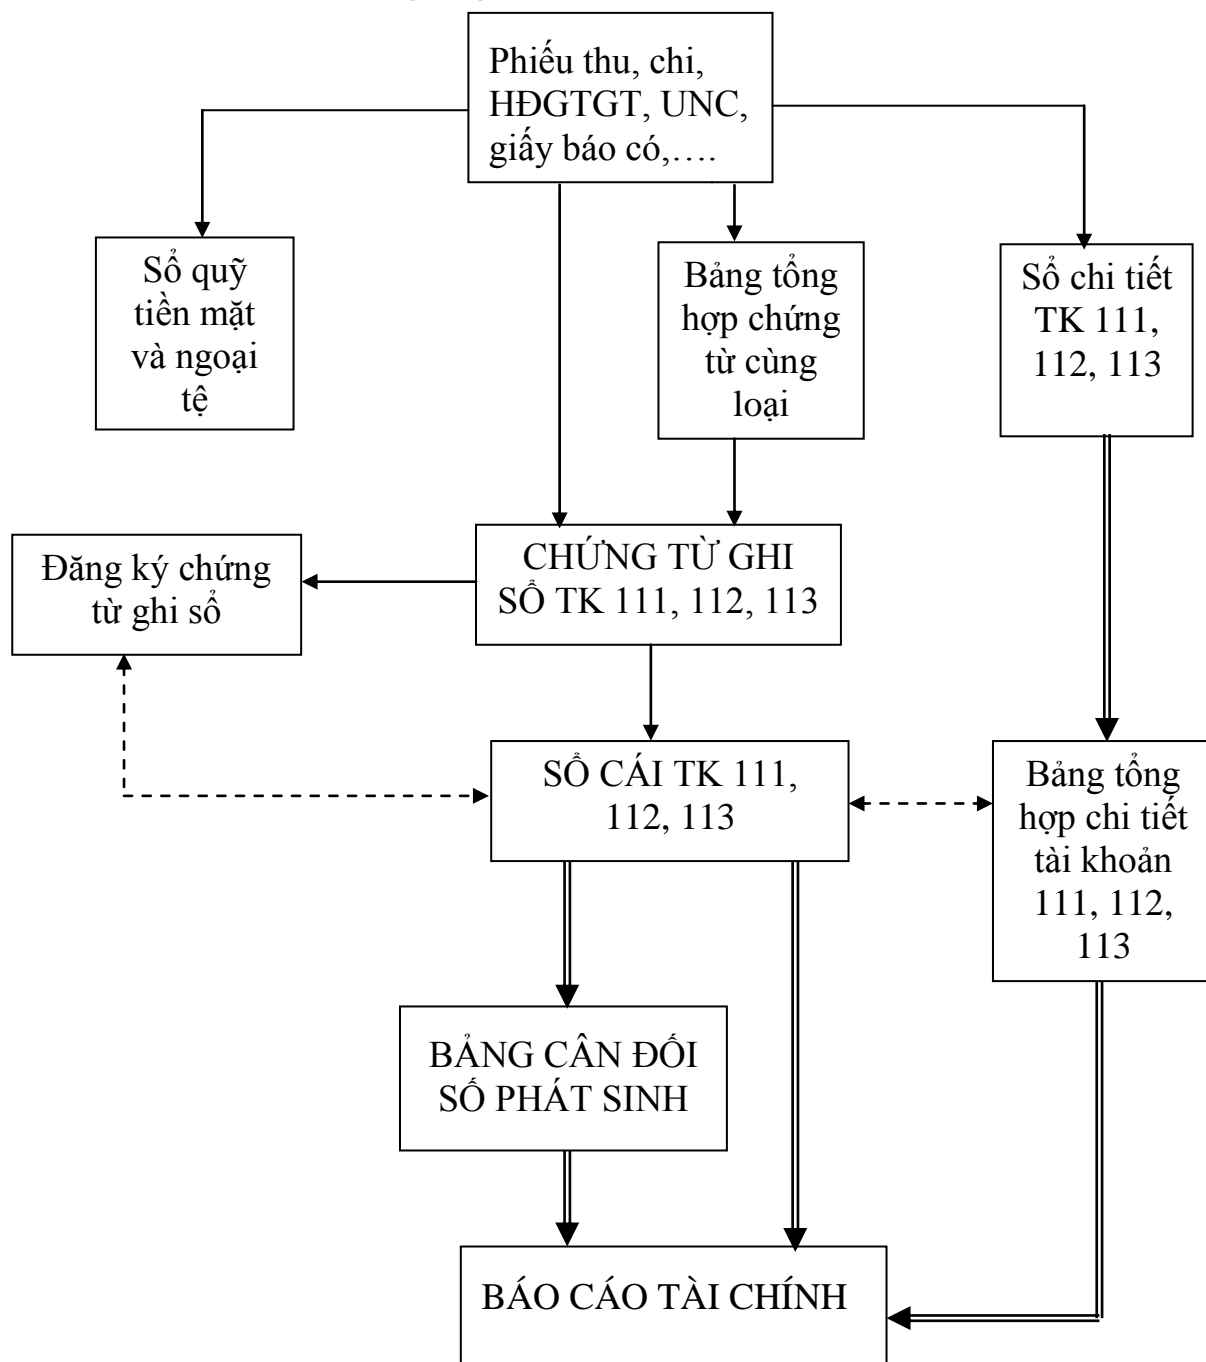 Phiếu thu, chi,
HĐGTGT, UNC,
giấy báo có,….
Sổ quỹ
tiền mặt
và ngoại
tệ
Bảng tổng
hợp chứng
từ cùng
loại
Sổ chi tiết
TK 111,
112, 113
Đăng ký chứng
từ ghi sổ
CHỨNG TỪ GHI
SỔ TK 111, 112, 113
SỔ CÁI TK 111,
112, 113
Bảng tổng
hợp chi tiết
tài khoản
111, 112,
113
BẢNG CÂN ĐỐI
SỐ PHÁT SINH
BÁO CÁO TÀI CHÍNH